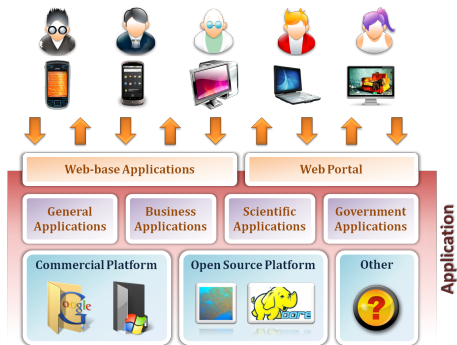 Web-base Applications
Web Portal
General
Applications
Business
Applications
Scientific
Applications
Government
Applications
Application
Commercial Platform
Open Source Platform
Other
Google
?